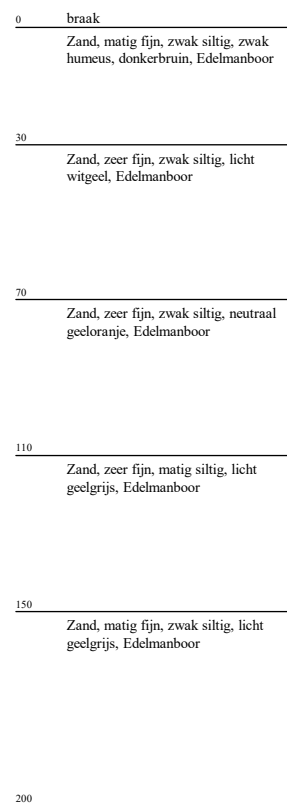 0 braak
Zand, matig fijn, zwak siltig, zwak
humeus, donkerbruin, Edelmanboor
30
Zand, zeer fijn, zwak siltig, licht
witgeel, Edelmanboor
70
Zand, zeer fijn, zwak siltig, neutraal
geeloranje, Edelmanboor
110
Zand, zeer fijn, matig siltig, licht
geelgrijs, Edelmanboor
150
Zand, matig fijn, zwak siltig, licht
geelgrijs, Edelmanboor
200